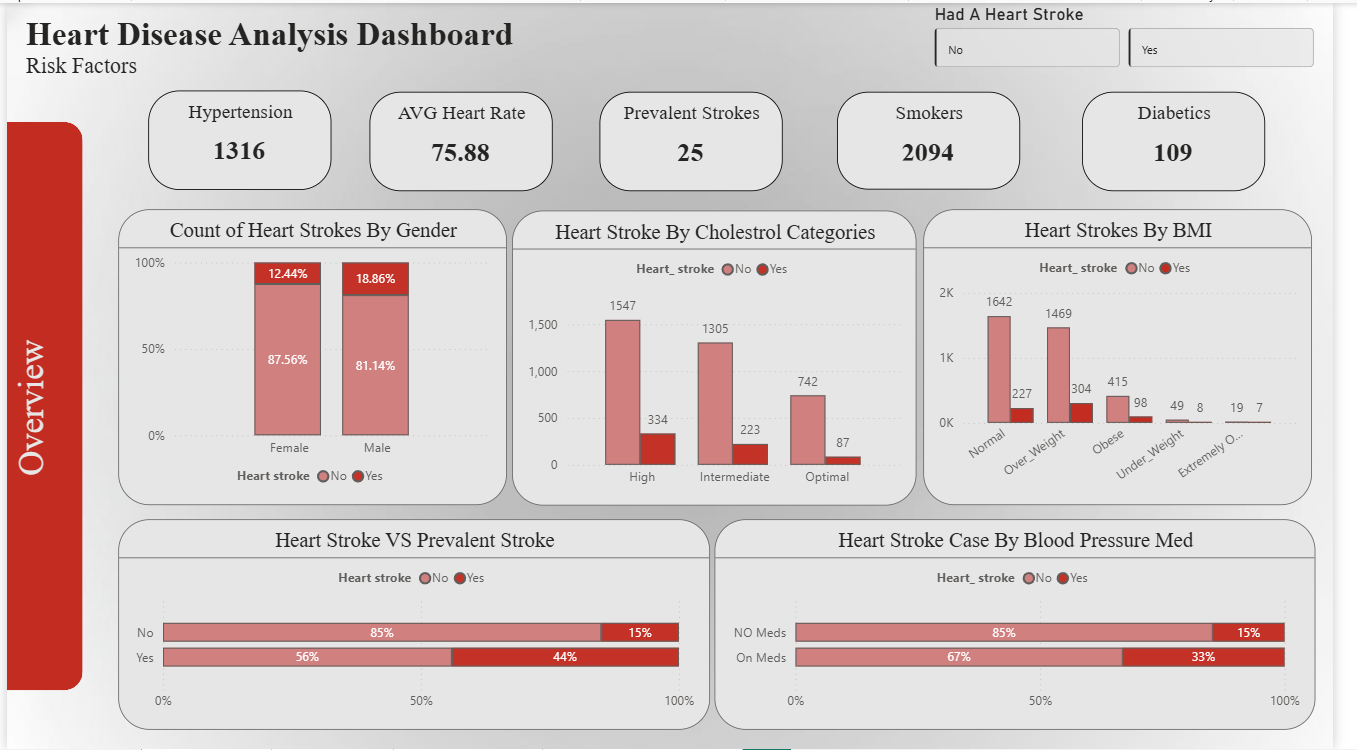 Heart Disease Analysis Dashboard
Risk Factors
Had A Heart Stroke
No
Yes
Overview
Hypertension
1316
AVG Heart Rate
75.88
Prevalent Strokes
25
Smokers
2094
Diabetics
109
Count of Heart Strokes By Gender
100%
50%
0%
12.44%
18.86%
87.56%
81.14%
Female
Male
Heart stroke No Yes
Heart Stroke By Cholestrol Categories
Heart_ stroke No Yes
1,500
1,000
500
0
1547
334
1305
223
742
87
High
Intermediate
Optimal
Heart Strokes By BMI
Heart_ stroke No Yes
2K
1K
0K
1642
227
1469
304
415
98
49
8
19
7
Normal
Over_Weight
Obese
Under_Weight
Extremely O...
Heart Stroke VS Prevalent Stroke
Heart stroke No Yes
No 85% 15%
Yes 56% 44%
0% 50% 100%
Heart Stroke Case By Blood Pressure Med
Heart_ stroke No Yes
NO Meds 85% 15%
On Meds 67% 33%
0% 50% 100%